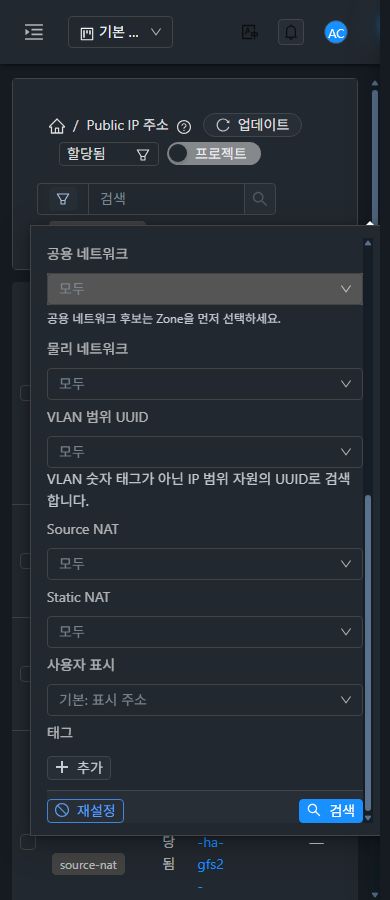 기본 ...
AC
/ Public IP 주소
업데이트
할당됨
프로젝트
검색
공용 네트워크
모두
공용 네트워크 후보는 Zone을 먼저 선택하세요.
물리 네트워크
모두
VLAN 범위 UUID
모두
VLAN 숫자 태그가 아닌 IP 범위 자원의 UUID로 검색
합니다.
Source NAT
모두
Static NAT
모두
사용자 표시
기본: 표시 주소
태그
추가
재설정
검색
당 -ha- —
source-nat 됨 gfs2
-